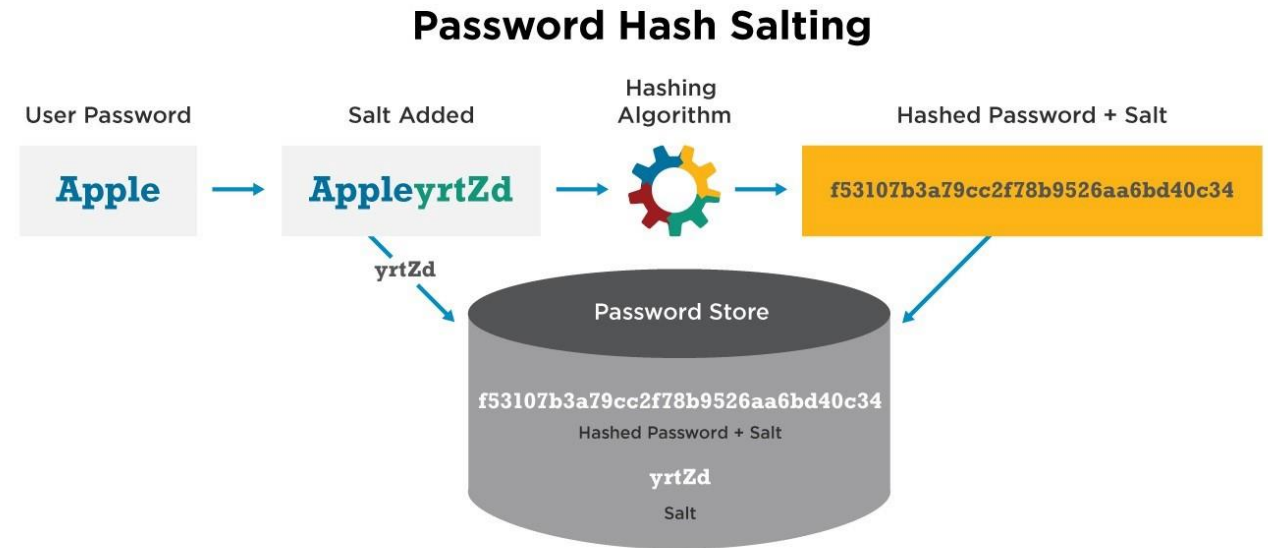 Password Hash Salting
User Password
Salt Added
Hashing
Algorithm
Hashed Password + Salt
Apple
AppleyrtZd
f53107b3a79cc2f78b9526aa6bd40c34
yrtZd
Password Store
f53107b3a79cc2f78b9526aa6bd40c34
Hashed Password + Salt
yrtZd
Salt